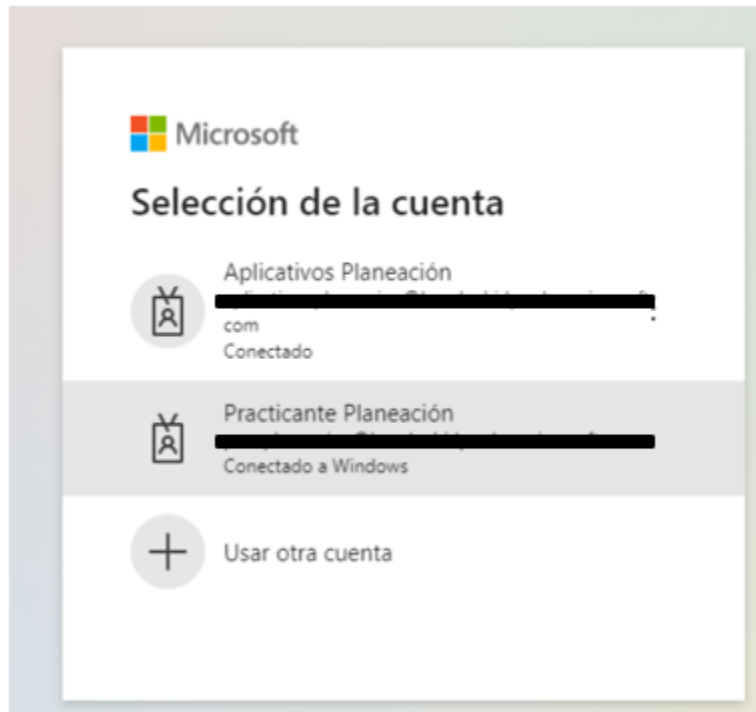 Microsoft
Selección de la cuenta
Aplicativos Planeación
com
Conectado
Practicante Planeación
Conectado a Windows
Usar otra cuenta